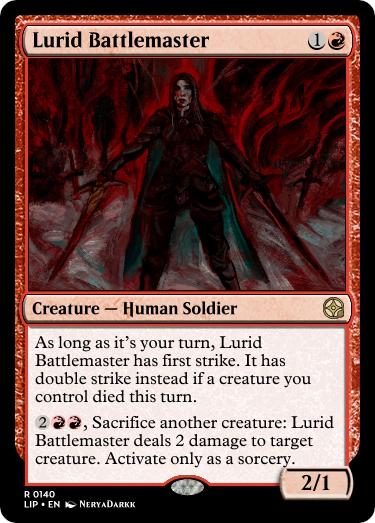 Lurid Battlemaster 1
Creature — Human Soldier
As long as it's your turn, Lurid
Battlemaster has first strike. It has
double strike instead if a creature you
control died this turn.
2, Sacrifice another creature: Lurid
Battlemaster deals 2 damage to target
creature. Activate only as a sorcery.
2/1
R 0140
LIP • EN NERYADARKK